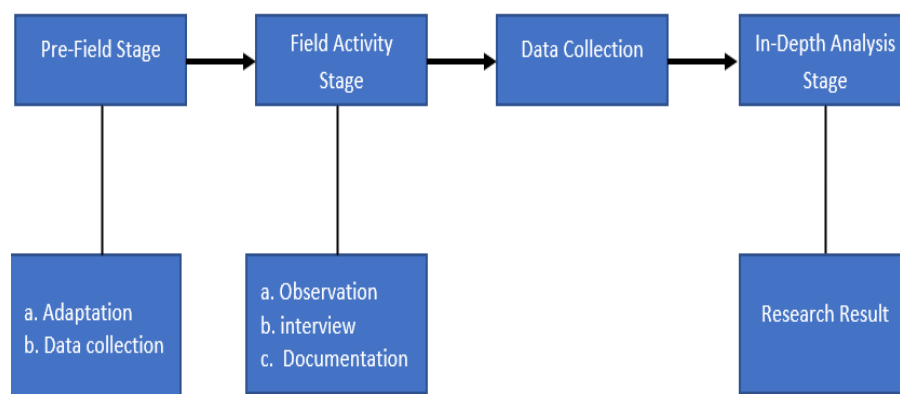 Pre-Field Stage
Field Activity
Stage
Data Collection
In-Depth Analysis
Stage
a. Adaptation
b. Data collection
a. Observation
b. interview
c. Documentation
Research Result